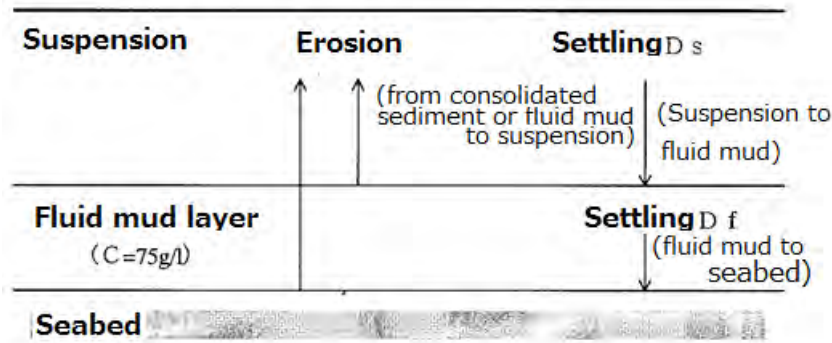 Suspension
Erosion
Settling D s
(from consolidated
sediment or fluid mud
to suspension)
(Suspension to
fluid mud)
Fluid mud layer
(C=75g/l)
Settling D f
(fluid mud to
seabed)
Seabed